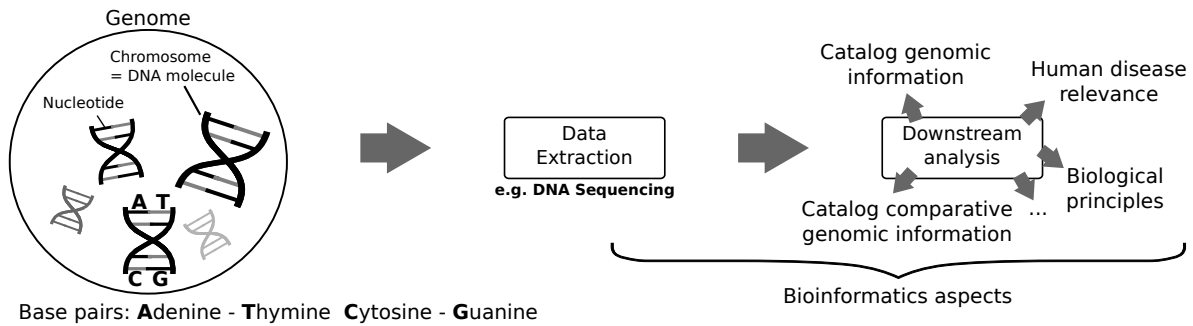 Genome
Chromosome
= DNA molecule
Nucleotide
A T
C G
Base pairs: Adenine - Thymine  Cytosine - Guanine
Data
Extraction
e.g. DNA Sequencing
Catalog genomic
information
Human disease
relevance
Downstream
analysis
Biological
principles
Catalog comparative
genomic information
...
Bioinformatics aspects